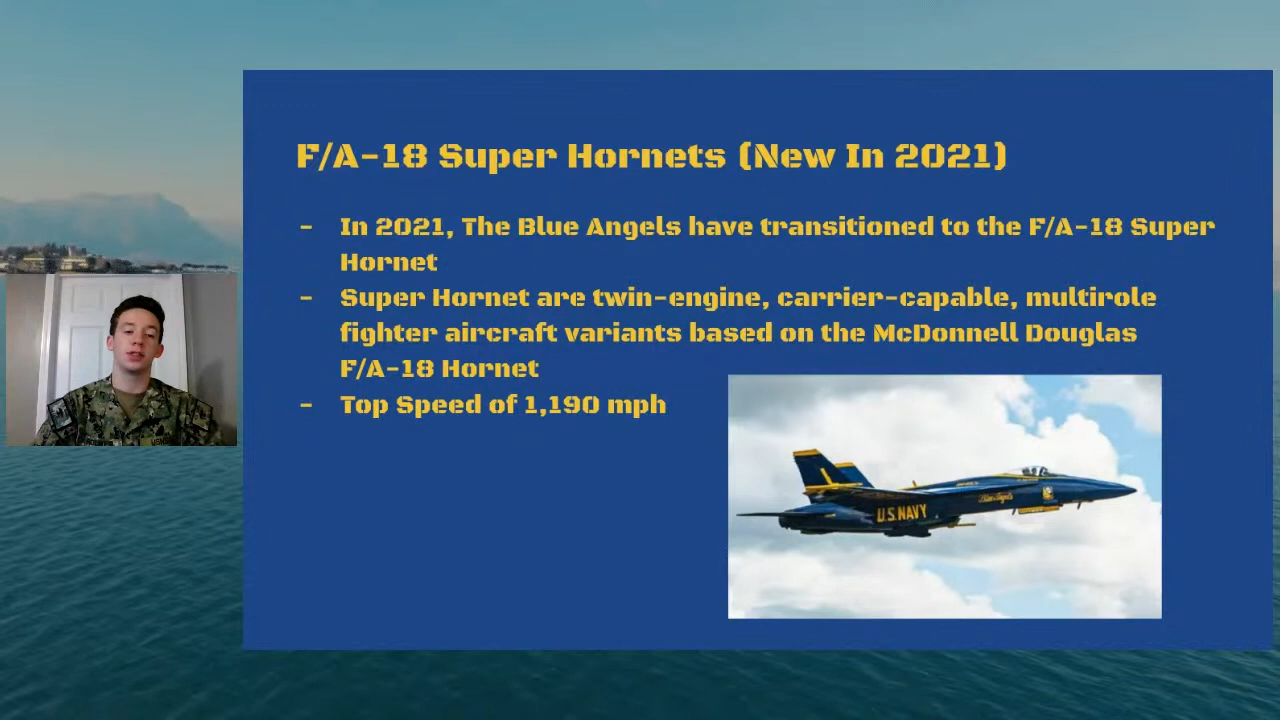 F/A-18 Super Hornets (New In 2021)
- In 2021, The Blue Angels have transitioned to the F/A-18 Super
Hornet
- Super Hornet are twin-engine, carrier-capable, multirole
fighter aircraft variants based on the McDonnell Douglas
F/A-18 Hornet
- Top Speed of 1,190 mph
Blue Angels
U.S. NAVY